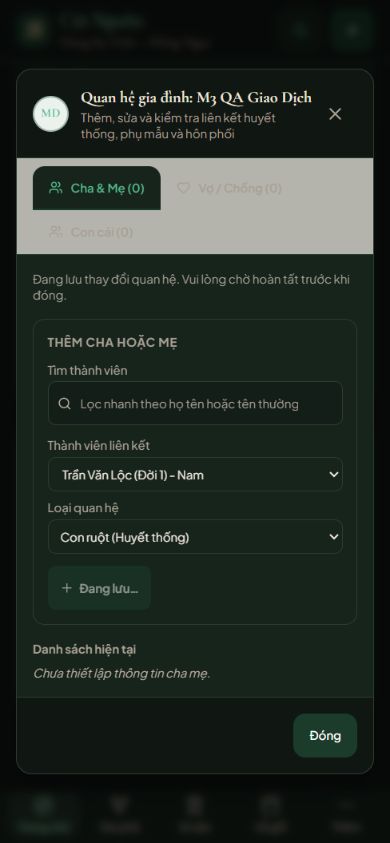 MD
Quan hệ gia đình: M3 QA Giao Dịch
Thêm, sửa và kiểm tra liên kết huyết
thống, phụ mẫu và hôn phối
Cha & Mẹ (0)
Vợ / Chồng (0)
Con cái (0)
Đang lưu thay đổi quan hệ. Vui lòng chờ hoàn tất trước khi
đóng.
THÊM CHA HOẶC MẸ
Tìm thành viên
Lọc nhanh theo họ tên hoặc tên thường
Thành viên liên kết
Trần Văn Lộc (Đời 1) - Nam
Loại quan hệ
Con ruột (Huyết thống)
Đang lưu...
Danh sách hiện tại
Chưa thiết lập thông tin cha mẹ.
Đóng